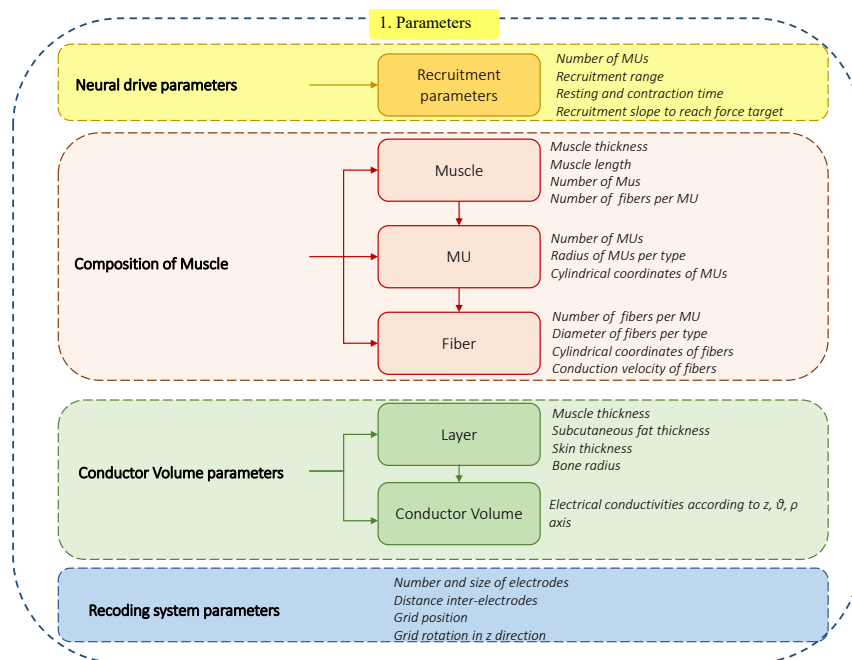 1. Parameters
Neural drive parameters
Recruitment
parameters
Number of MUs
Recruitment range
Resting and contraction time
Recruitment slope to reach force target
Composition of Muscle
Muscle
Muscle thickness
Muscle length
Number of Mus
Number of fibers per MU
MU
Number of MUs
Radius of MUs per type
Cylindrical coordinates of MUs
Fiber
Number of fibers per MU
Diameter of fibers per type
Cylindrical coordinates of fibers
Conduction velocity of fibers
Conductor Volume parameters
Layer
Muscle thickness
Subcutaneous fat thickness
Skin thickness
Bone radius
Conductor Volume
Electrical conductivities according to z, ϑ, ρ
axis
Recoding system parameters
Number and size of electrodes
Distance inter-electrodes
Grid position
Grid rotation in z direction